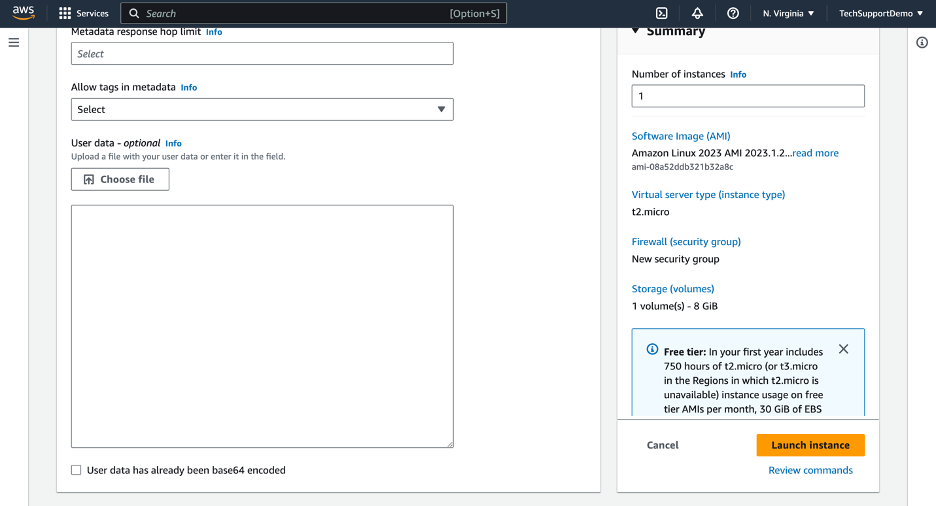 aws
Services
Search
[Option+S]
N. Virginia
TechSupportDemo
Metadata response hop limit Info
Select
Allow tags in metadata Info
Select
User data - optional Info
Upload a file with your user data or enter it in the field.
Choose file
User data has already been base64 encoded
Summary
Number of instances Info
1
Software Image (AMI)
Amazon Linux 2023 AMI 2023.1.2...read more
ami-08a52ddb321b32a8c
Virtual server type (instance type)
t2.micro
Firewall (security group)
New security group
Storage (volumes)
1 volume(s) - 8 GiB
Free tier: In your first year includes
750 hours of t2.micro (or t3.micro
in the Regions in which t2.micro is
unavailable) instance usage on free
tier AMIs per month, 30 GiB of EBS
Cancel
Launch instance
Review commands